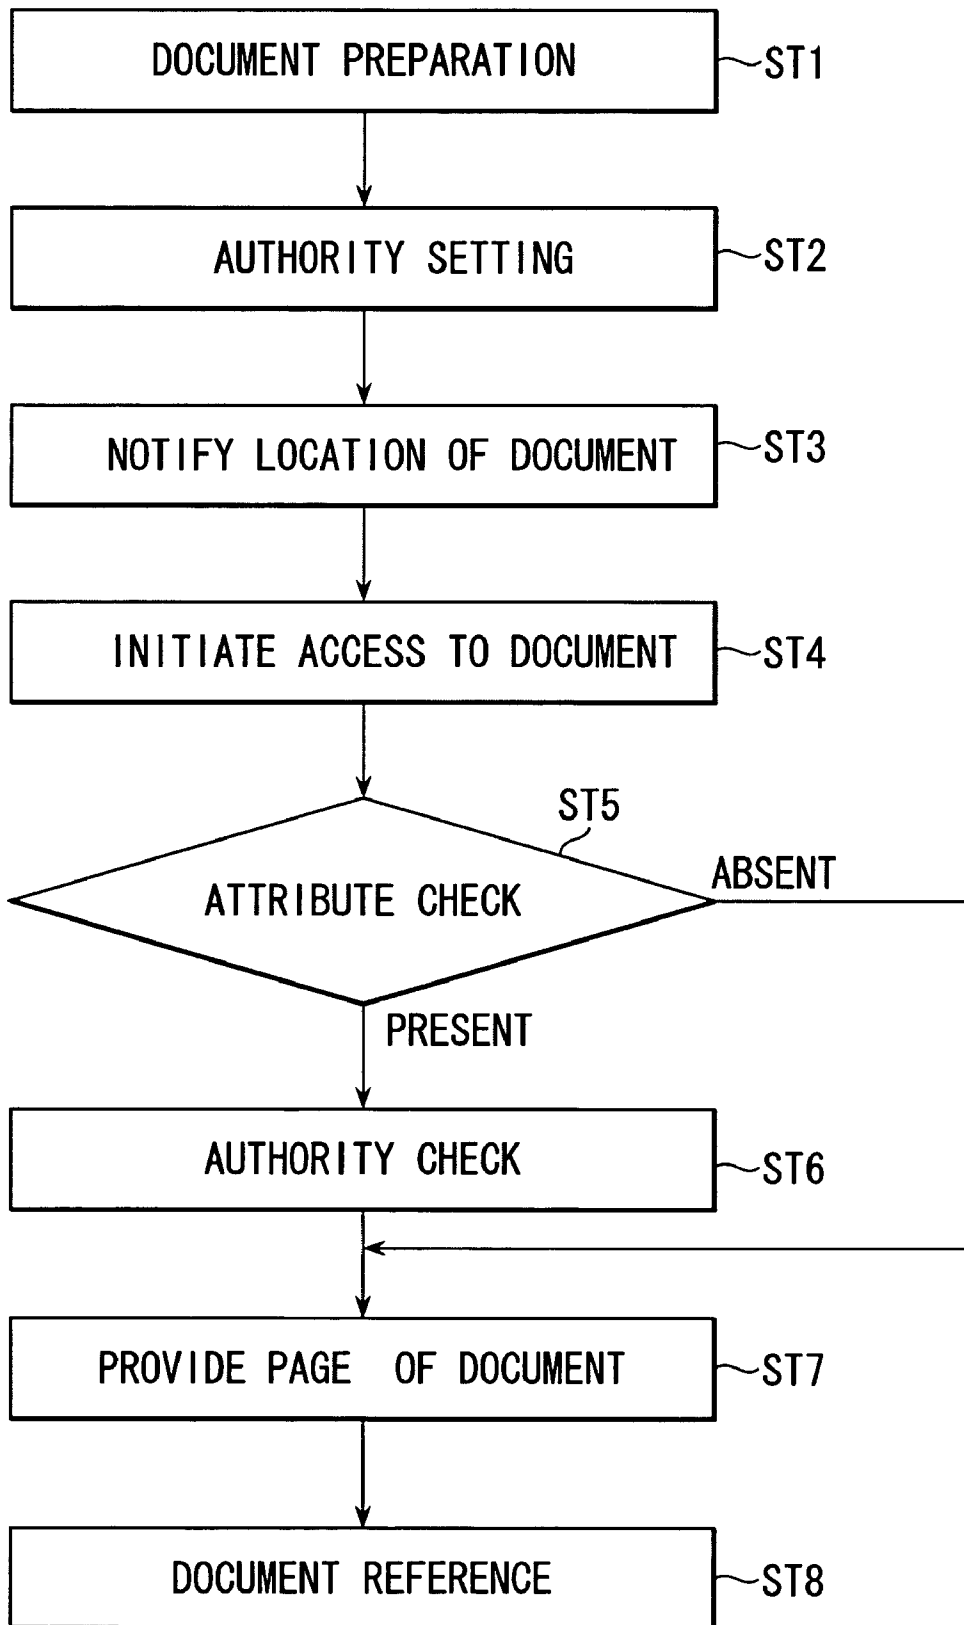 DOCUMENT PREPARATION
ST1
AUTHORITY SETTING
ST2
NOTIFY LOCATION OF DOCUMENT
ST3
INITIATE ACCESS TO DOCUMENT
ST4
ST5
ATTRIBUTE CHECK
ABSENT
PRESENT
AUTHORITY CHECK
ST6
PROVIDE PAGE OF DOCUMENT
ST7
DOCUMENT REFERENCE
ST8